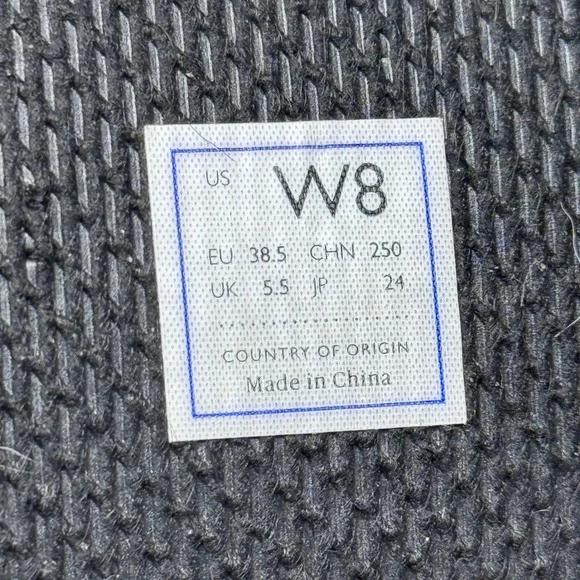 US W8
EU 38.5 CHN 250
UK 5.5 JP 24
COUNTRY OF ORIGIN
Made in China